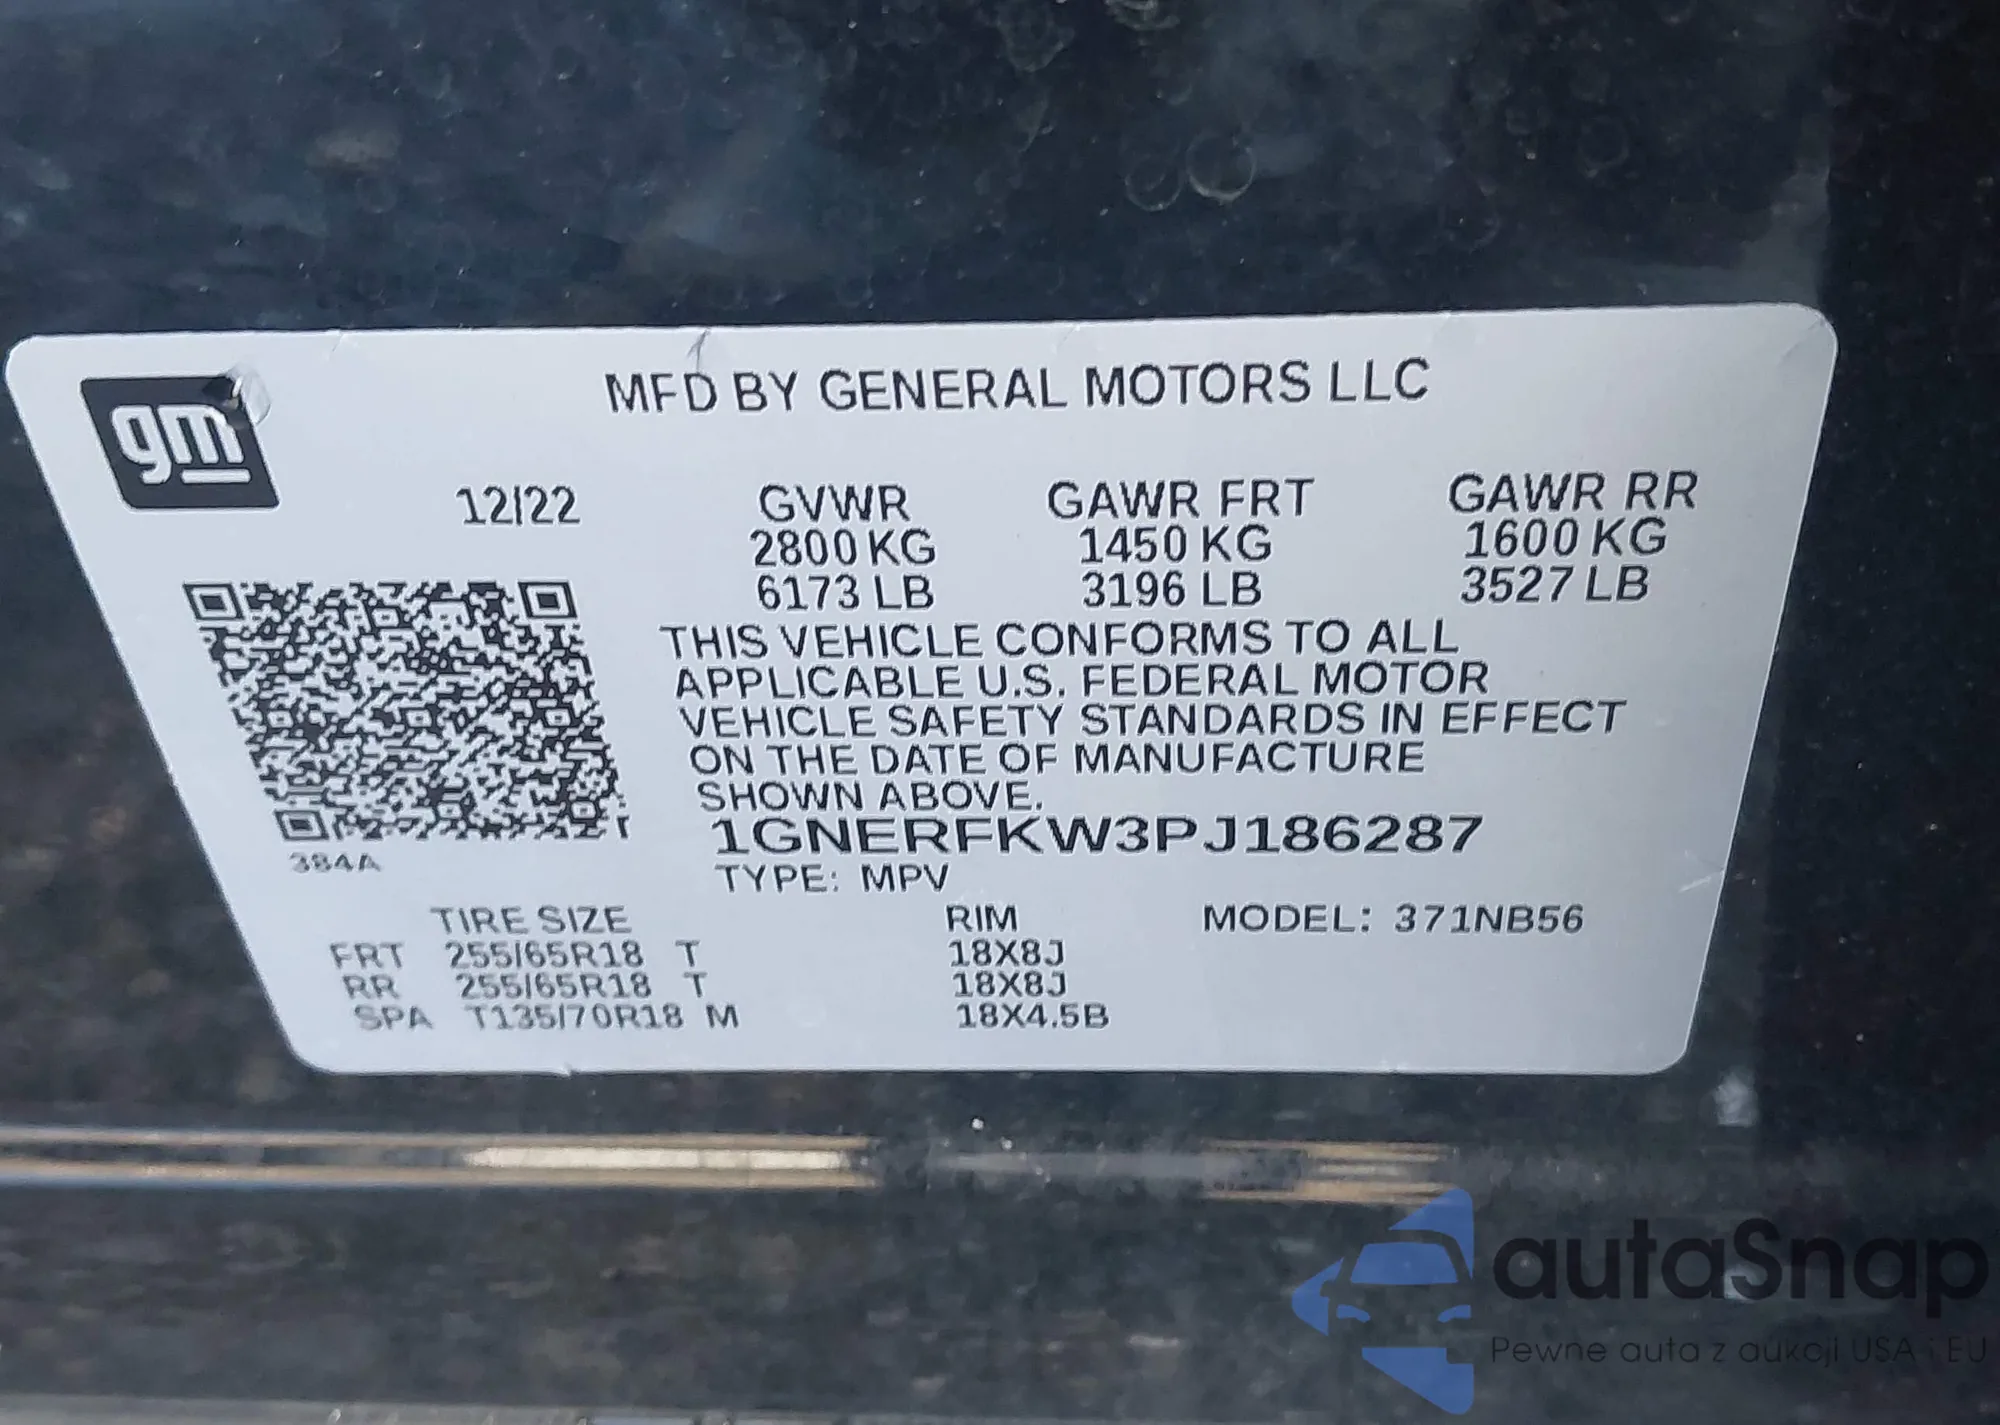 gm
MFD BY GENERAL MOTORS LLC
12/22 GVWR GAWR FRT GAWR RR
2800 KG 1450 KG 1600 KG
6173 LB 3196 LB 3527 LB
THIS VEHICLE CONFORMS TO ALL
APPLICABLE U.S. FEDERAL MOTOR
VEHICLE SAFETY STANDARDS IN EFFECT
ON THE DATE OF MANUFACTURE
SHOWN ABOVE.
1GNERFKW3PJ186287
384A
TYPE: MPV
TIRE SIZE RIM MODEL: 371NB56
FRT 255/65R18 T 18X8J
RR 255/65R18 T 18X8J
SPA T135/70R18 M 18X4.5B
autaSnap
Pewne auta z aukcji USA i EU